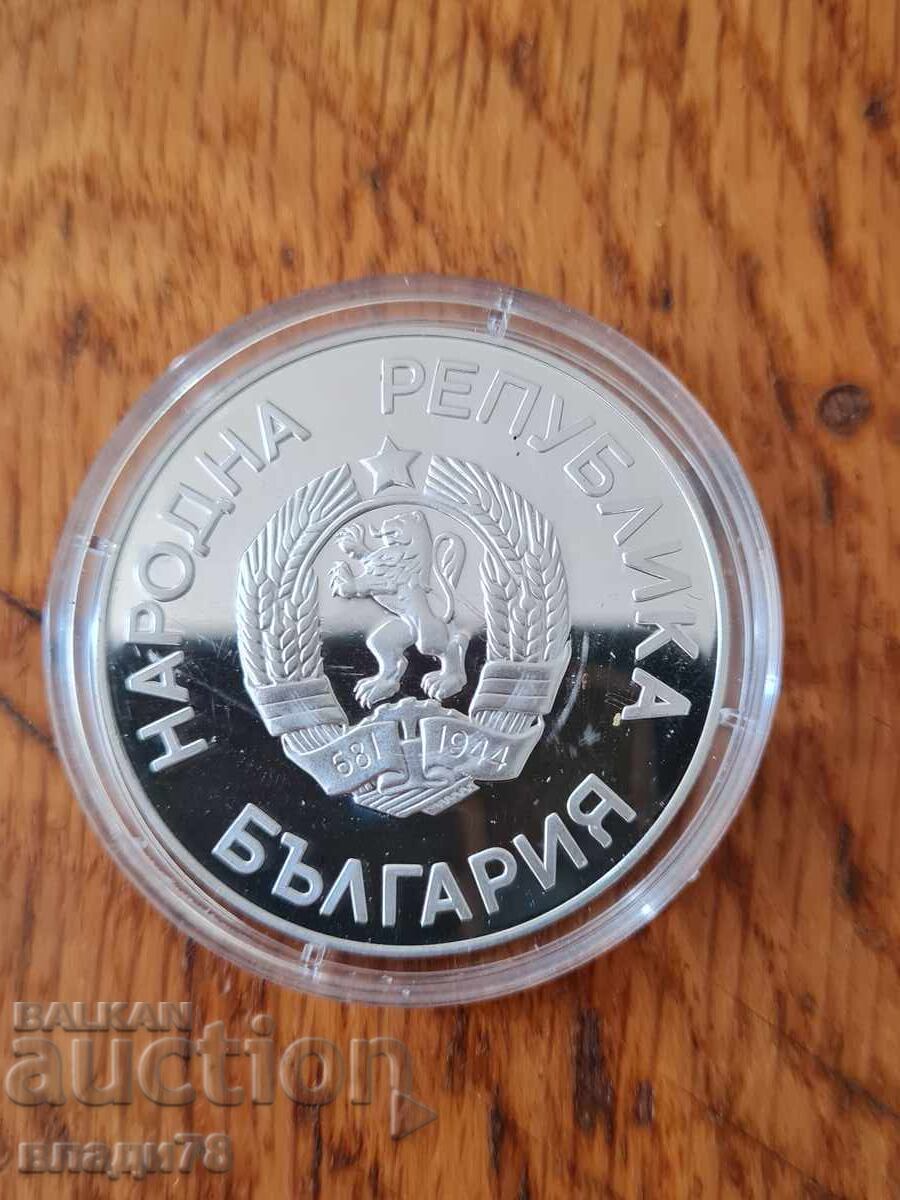 НАРОДНА РЕПУБЛИКА
681 1944
БЪЛГАРИЯ
BALKAN
auction
влади78